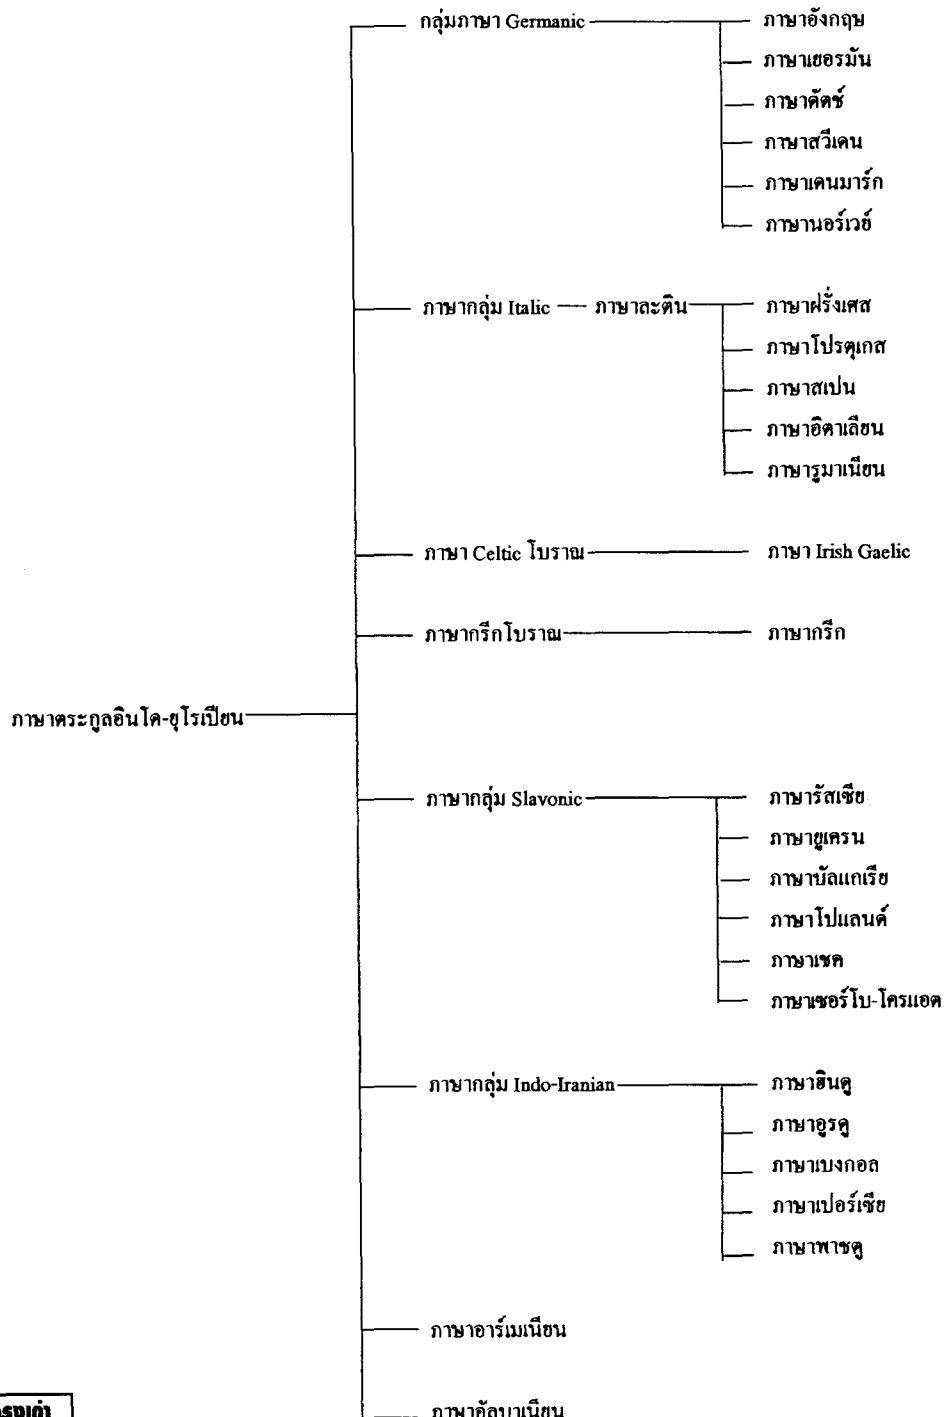 กลุ่มภาษา Germanic
ภาษาอังกฤษ
ภาษาเยอรมัน
ภาษาดัตช์
ภาษาสวีเดน
ภาษาเดนมาร์ก
ภาษานอร์เวย์
ภาษากลุ่ม Italic
ภาษาละติน
ภาษาฝรั่งเศส
ภาษาโปรตุเกส
ภาษาสเปน
ภาษาอิตาเลียน
ภาษารูมาเนียน
ภาษา Celtic โบราณ
ภาษา Irish Gaelic
ภาษากรีกโบราณ
ภาษากรีก
ภาษาตระกูลอินโด-ยุโรเปียน
ภาษากลุ่ม Slavonic
ภาษารัสเซีย
ภาษายูเครน
ภาษาบัลแกเรีย
ภาษาโปแลนด์
ภาษาเชค
ภาษาเซอร์โบ-โครแอต
ภาษากลุ่ม Indo-Iranian
ภาษาฮินดู
ภาษาอูรดู
ภาษาเบงกอล
ภาษาเปอร์เซีย
ภาษาพาชตู
ภาษาอาร์เมเนียน
ภาษาอัลบาเนียน